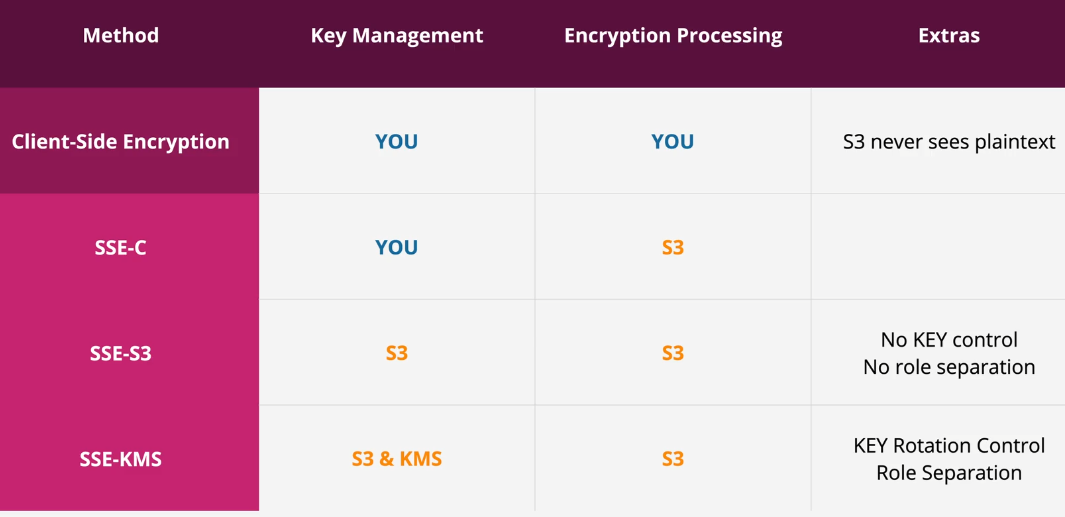 Method Key Management Encryption Processing Extras
Client-Side Encryption YOU YOU S3 never sees plaintext
SSE-C YOU S3
SSE-S3 S3 S3 No KEY control
No role separation
SSE-KMS S3 & KMS S3 KEY Rotation Control
Role Separation